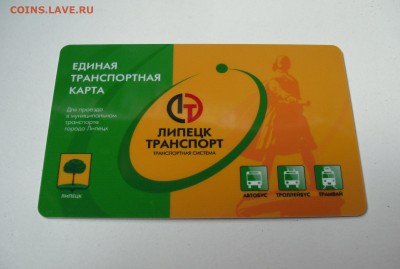 COINS.LAVE.RU
ЕДИНАЯ
ТРАНСПОРТНАЯ
КАРТА
Для проезда
в муниципальном
транспорте
города Липецк
ЛИПЕЦК
ЛТ
ЛИПЕЦК
ТРАНСПОРТ
ТРАНСПОРТНАЯ СИСТЕМА
АВТОБУС
ТРОЛЛЕЙБУС
ТРАМВАЙ